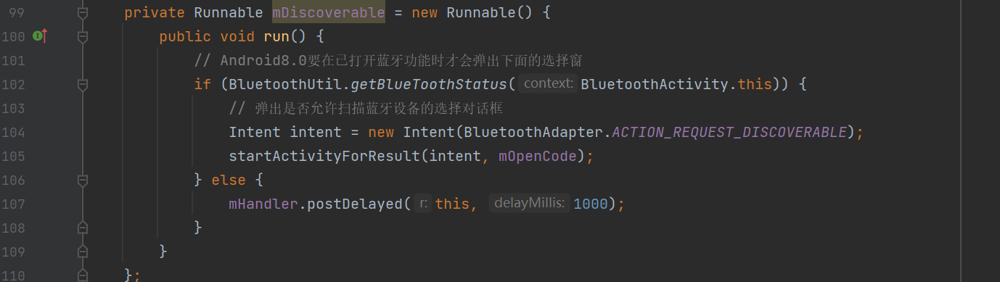 99 private Runnable mDiscoverable = new Runnable() {
100 public void run() {
101 // Android8.0要在已打开蓝牙功能时才会弹出下面的选择窗
102 if (BluetoothUtil.getBlueToothStatus( context: BluetoothActivity.this)) {
103 // 弹出是否允许扫描蓝牙设备的选择对话框
104 Intent intent = new Intent(BluetoothAdapter.ACTION_REQUEST_DISCOVERABLE);
105 startActivityForResult(intent, mOpenCode);
106 } else {
107 mHandler.postDelayed( r: this, delayMillis: 1000);
108 }
109 }
110 };